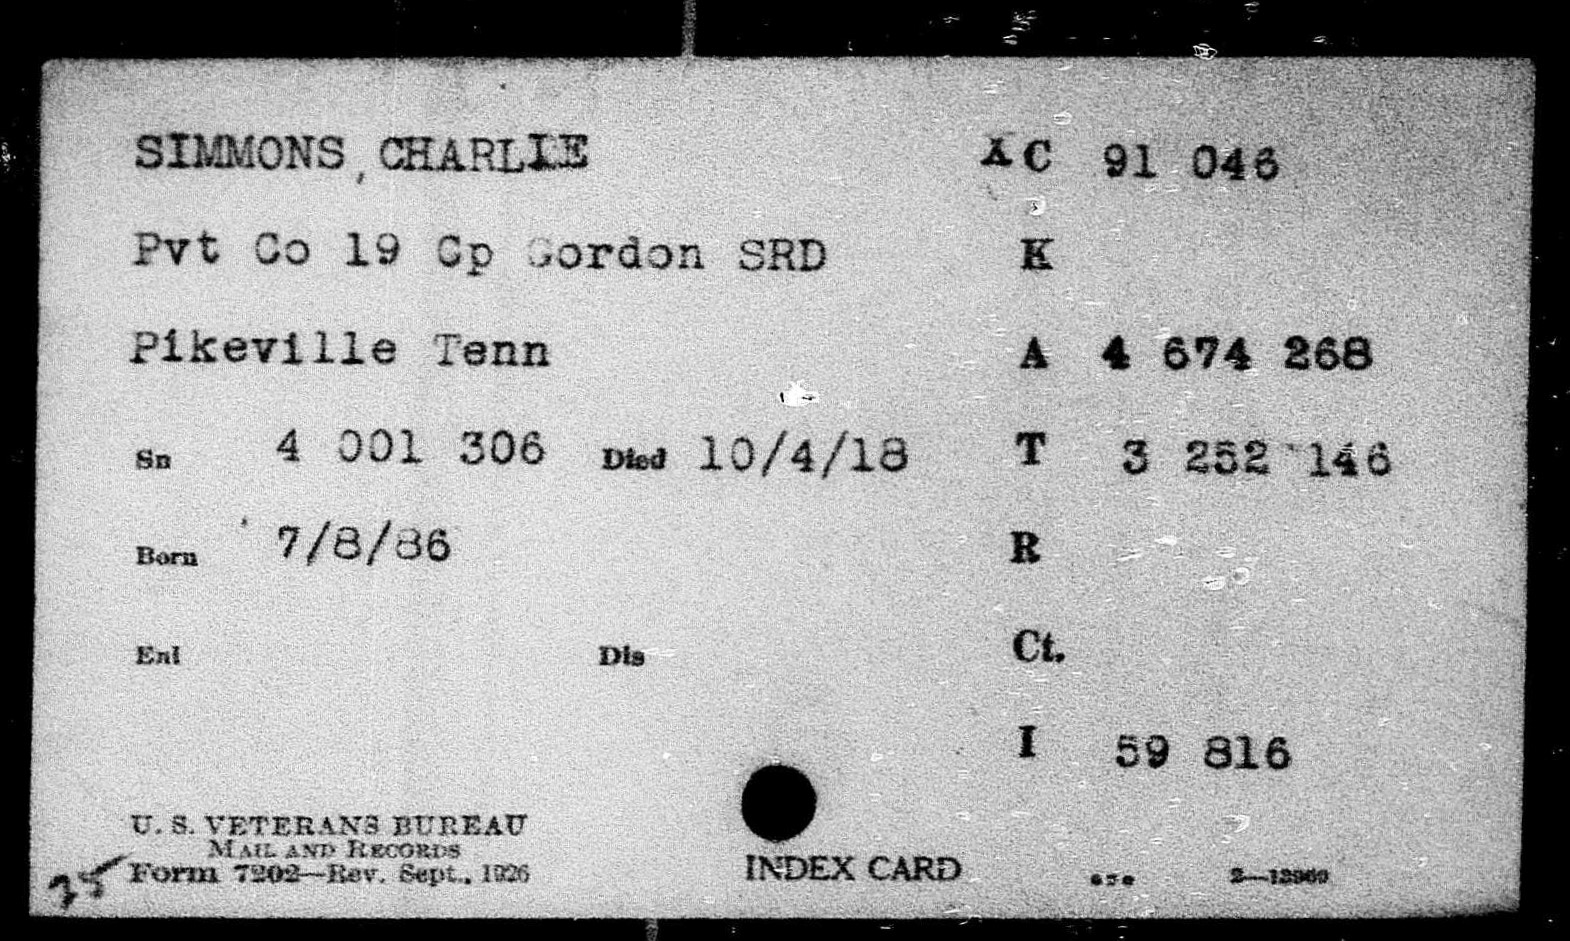 SIMMONS, CHARLIE XC 91 046
Pvt Co 19 Cp Gordon SRD K
Pikeville Tenn A 4 674 268
Sn 4 001 306 Died 10/4/18 T 3 252 146
Born 7/8/86 R
Enl Dis Ct.
I 59 816
U. S. VETERANS BUREAU
MAIL AND RECORDS
Form 7202—Rev. Sept., 1926 INDEX CARD